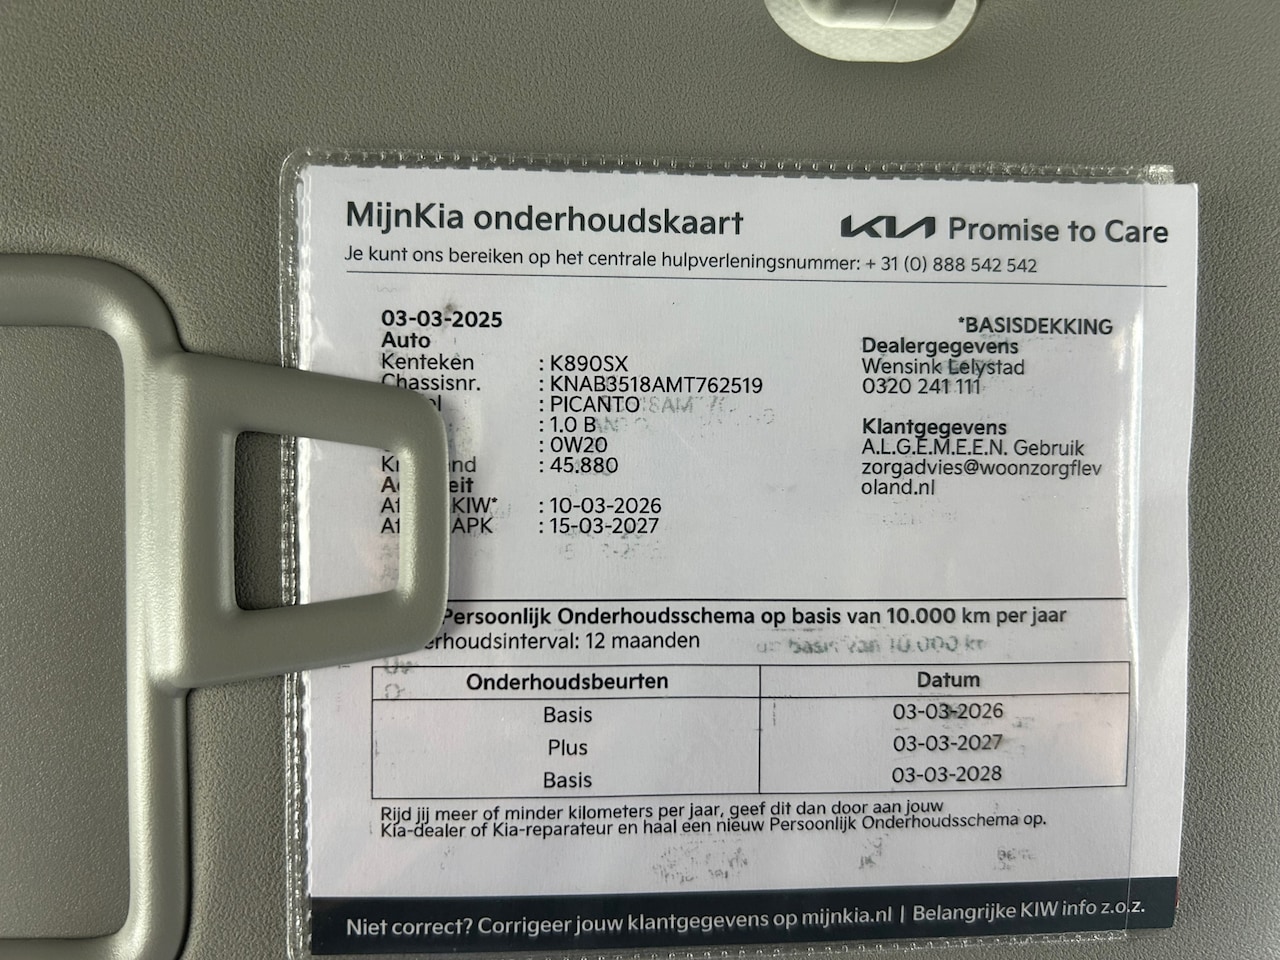 MijnKia onderhoudskaart
KIA Promise to Care
Je kunt ons bereiken op het centrale hulpverleningsnummer: + 31 (0) 888 542 542
03-03-2025
Auto
Kenteken : K890SX
Chassisnr. : KNAB3518AMT762519
: PICANTO
: 1.0 B
: 0W20
: 45.880
KIW* : 10-03-2026
APK : 15-03-2027
*BASISDEKKING
Dealergegevens
Wensink Lelystad
0320 241 111
Klantgegevens
A.L.G.E.M.E.E.N. Gebruik
zorgadvies@woonzorgflev
oland.nl
Persoonlijk Onderhoudsschema op basis van 10.000 km per jaar
erhoudsinterval: 12 maanden
Onderhoudsbeurten Datum
Basis 03-03-2026
Plus 03-03-2027
Basis 03-03-2028
Rijd jij meer of minder kilometers per jaar, geef dit dan door aan jouw
Kia-dealer of Kia-reparateur en haal een nieuw Persoonlijk Onderhoudsschema op.
Niet correct? Corrigeer jouw klantgegevens op mijnkia.nl | Belangrijke KIW info z.o.z.